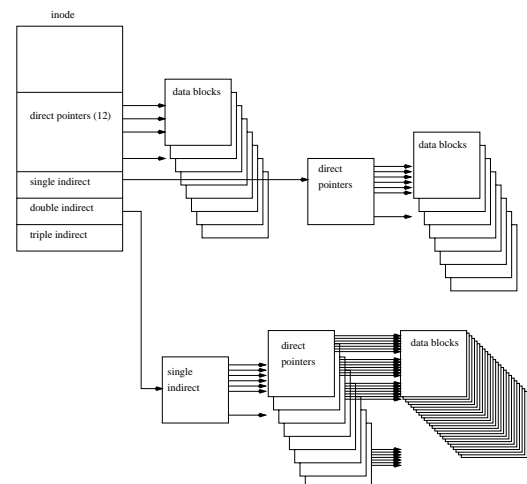 inode
direct pointers (12)
single indirect
double indirect
triple indirect
data blocks
direct
pointers
data blocks
single
indirect
direct
pointers
data blocks